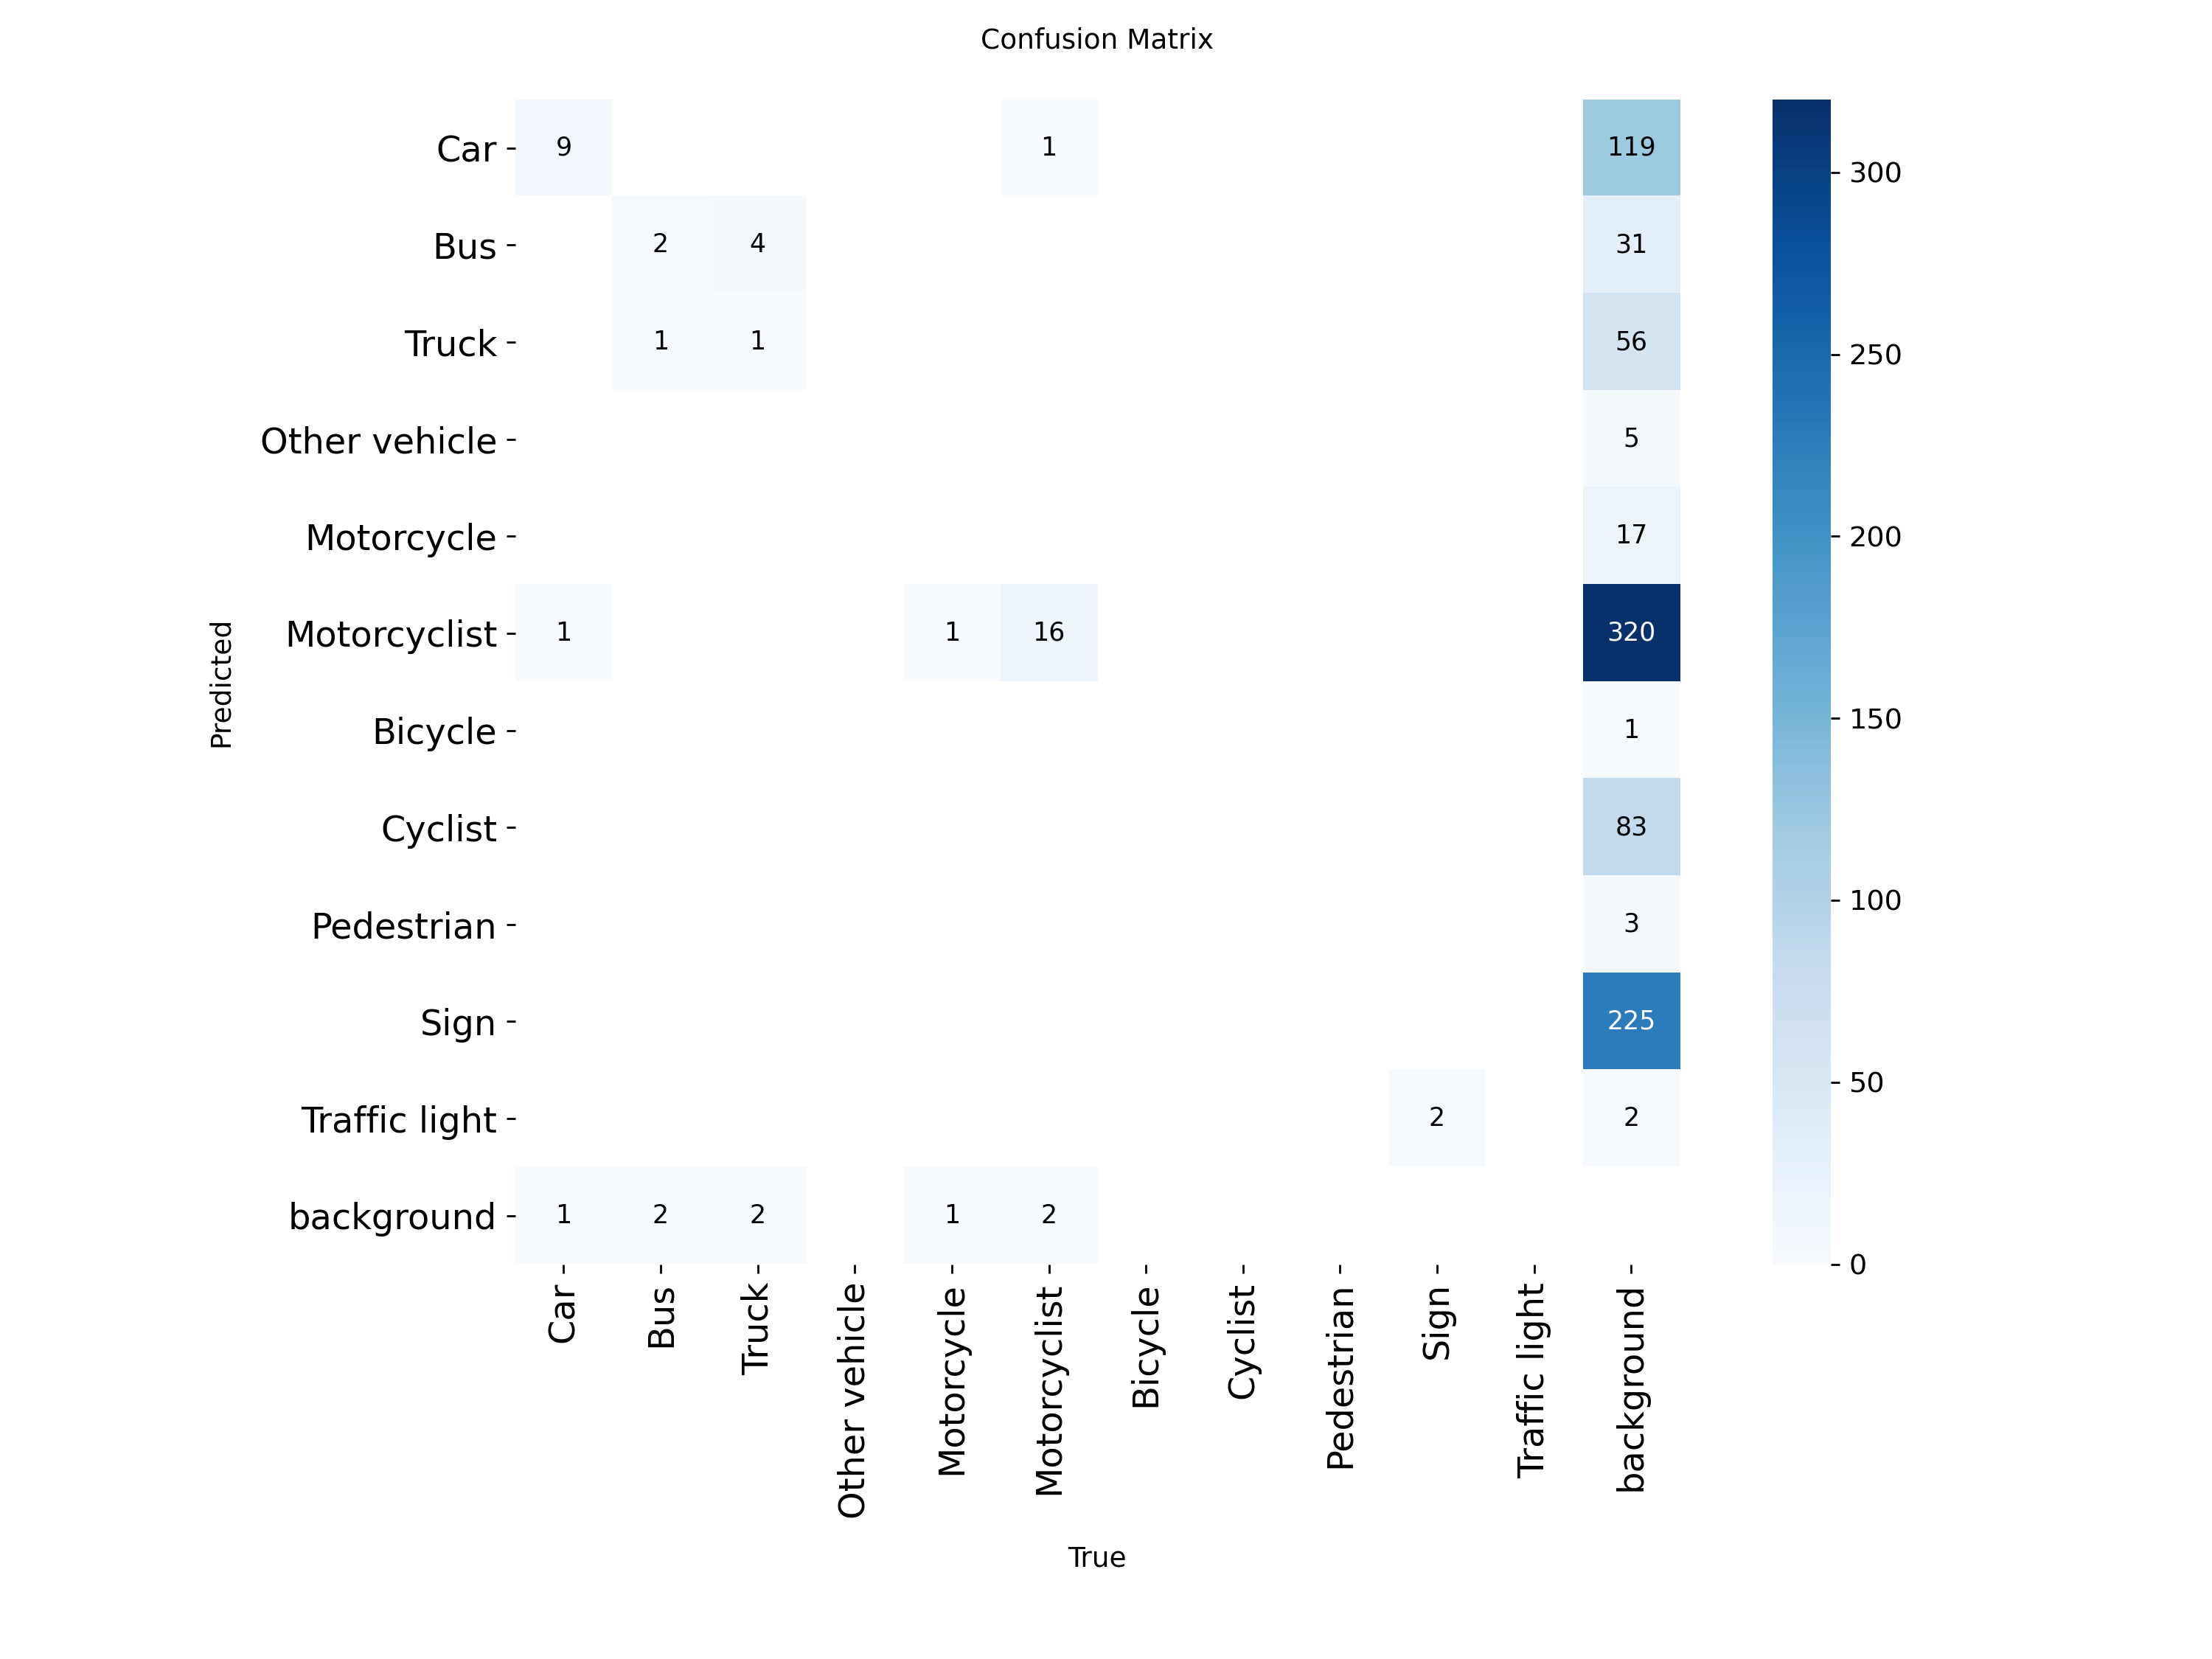 Confusion Matrix
Car 9 1 119
Bus 2 4 31
Truck 1 1 56
Other vehicle 5
Motorcycle 17
Motorcyclist 1 1 16 320
Bicycle 1
Cyclist 83
Pedestrian 3
Sign 225
Traffic light 2 2
background 1 2 2 1 2
Predicted
Car
Bus
Truck
Other vehicle
Motorcycle
Motorcyclist
Bicycle
Cyclist
Pedestrian
Sign
Traffic light
background
True
300
250
200
150
100
50
0